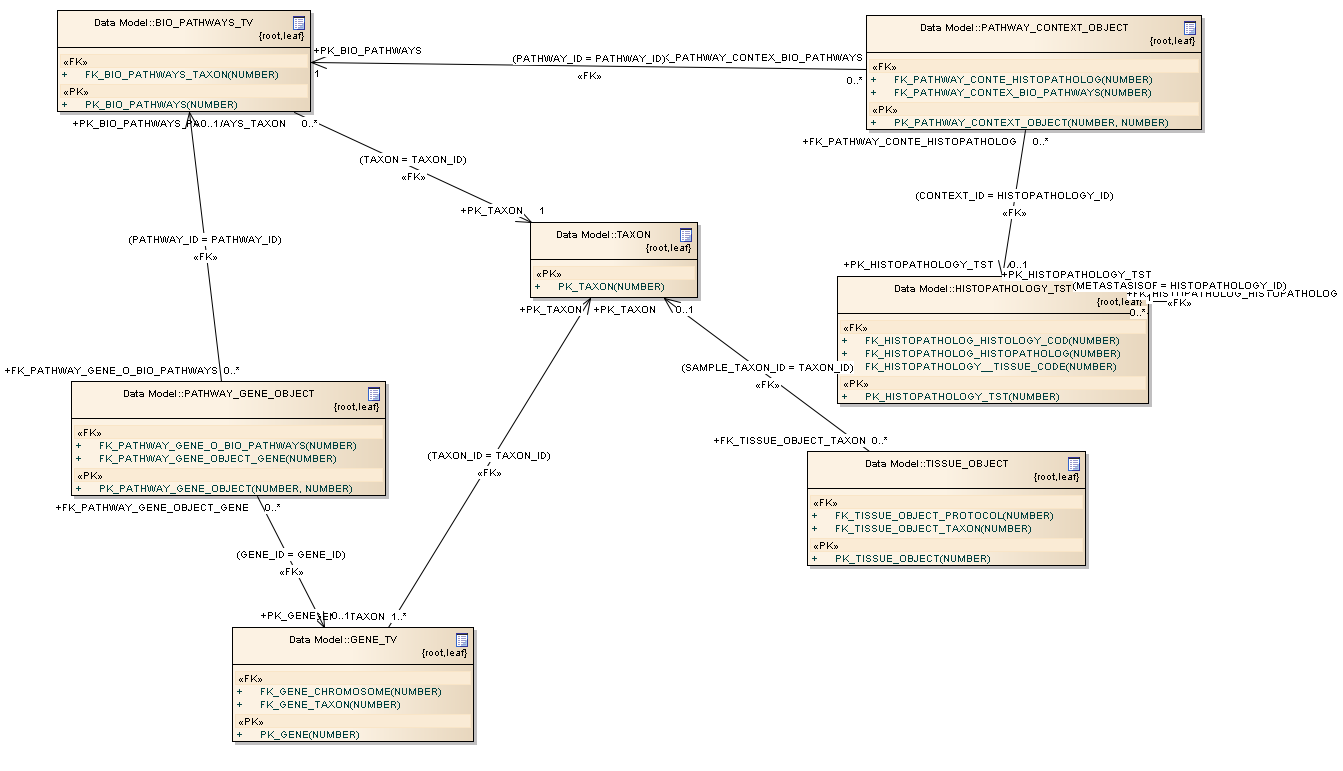 Data Model::BIO_PATHWAYS_TV
{root,leaf}
«FK»
+ FK_BIO_PATHWAYS_TAXON(NUMBER)
«PK»
+ PK_BIO_PATHWAYS(NUMBER)
+PK_BIO_PATHWAYS
1
(PATHWAY_ID = PATHWAY_ID)
«FK»
_PATHWAY_CONTEX_BIO_PATHWAYS
0..*
Data Model::PATHWAY_CONTEXT_OBJECT
{root,leaf}
«FK»
+ FK_PATHWAY_CONTE_HISTOPATHOLOG(NUMBER)
+ FK_PATHWAY_CONTEX_BIO_PATHWAYS(NUMBER)
«PK»
+ PK_PATHWAY_CONTEXT_OBJECT(NUMBER, NUMBER)
+PK_BIO_PATHWAYS
0..1
AYS_TAXON 0..*
+FK_PATHWAY_CONTE_HISTOPATHOLOG 0..*
(TAXON = TAXON_ID)
«FK»
(CONTEXT_ID = HISTOPATHOLOGY_ID)
«FK»
+PK_TAXON 1
(PATHWAY_ID = PATHWAY_ID)
«FK»
Data Model::TAXON
{root,leaf}
«PK»
+ PK_TAXON(NUMBER)
+PK_HISTOPATHOLOGY_TST 0..1
+PK_HISTOPATHOLOGY_TST
(METASTASISOF = HISTOPATHOLOGY_ID)
+FK_HISTOPATHOLOG_HISTOPATHOLOG
«FK»
0..*
Data Model::HISTOPATHOLOGY_TST
{root,leaf}
«FK»
+ FK_HISTOPATHOLOG_HISTOLOGY_COD(NUMBER)
+ FK_HISTOPATHOLOG_HISTOPATHOLOG(NUMBER)
FK_HISTOPATHOLOGY__TISSUE_CODE(NUMBER)
«PK»
+ PK_HISTOPATHOLOGY_TST(NUMBER)
+PK_TAXON
+PK_TAXON 0..1
(SAMPLE_TAXON_ID = TAXON_ID)
«FK»
+FK_PATHWAY_GENE_O_BIO_PATHWAYS 0..*
Data Model::PATHWAY_GENE_OBJECT
{root,leaf}
«FK»
+ FK_PATHWAY_GENE_O_BIO_PATHWAYS(NUMBER)
+ FK_PATHWAY_GENE_OBJECT_GENE(NUMBER)
«PK»
+ PK_PATHWAY_GENE_OBJECT(NUMBER, NUMBER)
+FK_TISSUE_OBJECT_TAXON 0..*
(TAXON_ID = TAXON_ID)
«FK»
Data Model::TISSUE_OBJECT
{root,leaf}
«FK»
+ FK_TISSUE_OBJECT_PROTOCOL(NUMBER)
+ FK_TISSUE_OBJECT_TAXON(NUMBER)
«PK»
+ PK_TISSUE_OBJECT(NUMBER)
+FK_PATHWAY_GENE_OBJECT_GENE 0..*
(GENE_ID = GENE_ID)
«FK»
+PK_GENE 0..1
TAXON 1..*
Data Model::GENE_TV
{root,leaf}
«FK»
+ FK_GENE_CHROMOSOME(NUMBER)
+ FK_GENE_TAXON(NUMBER)
«PK»
+ PK_GENE(NUMBER)